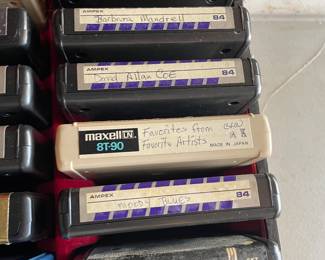 Barbara Mandrell
AMPEX 84
David Allan COE
AMPEX 84
maxell LN
8T-90
Favorites from
Favorite Artists
MADE IN JAPAN
AMPEX 84
MOODY BLUES